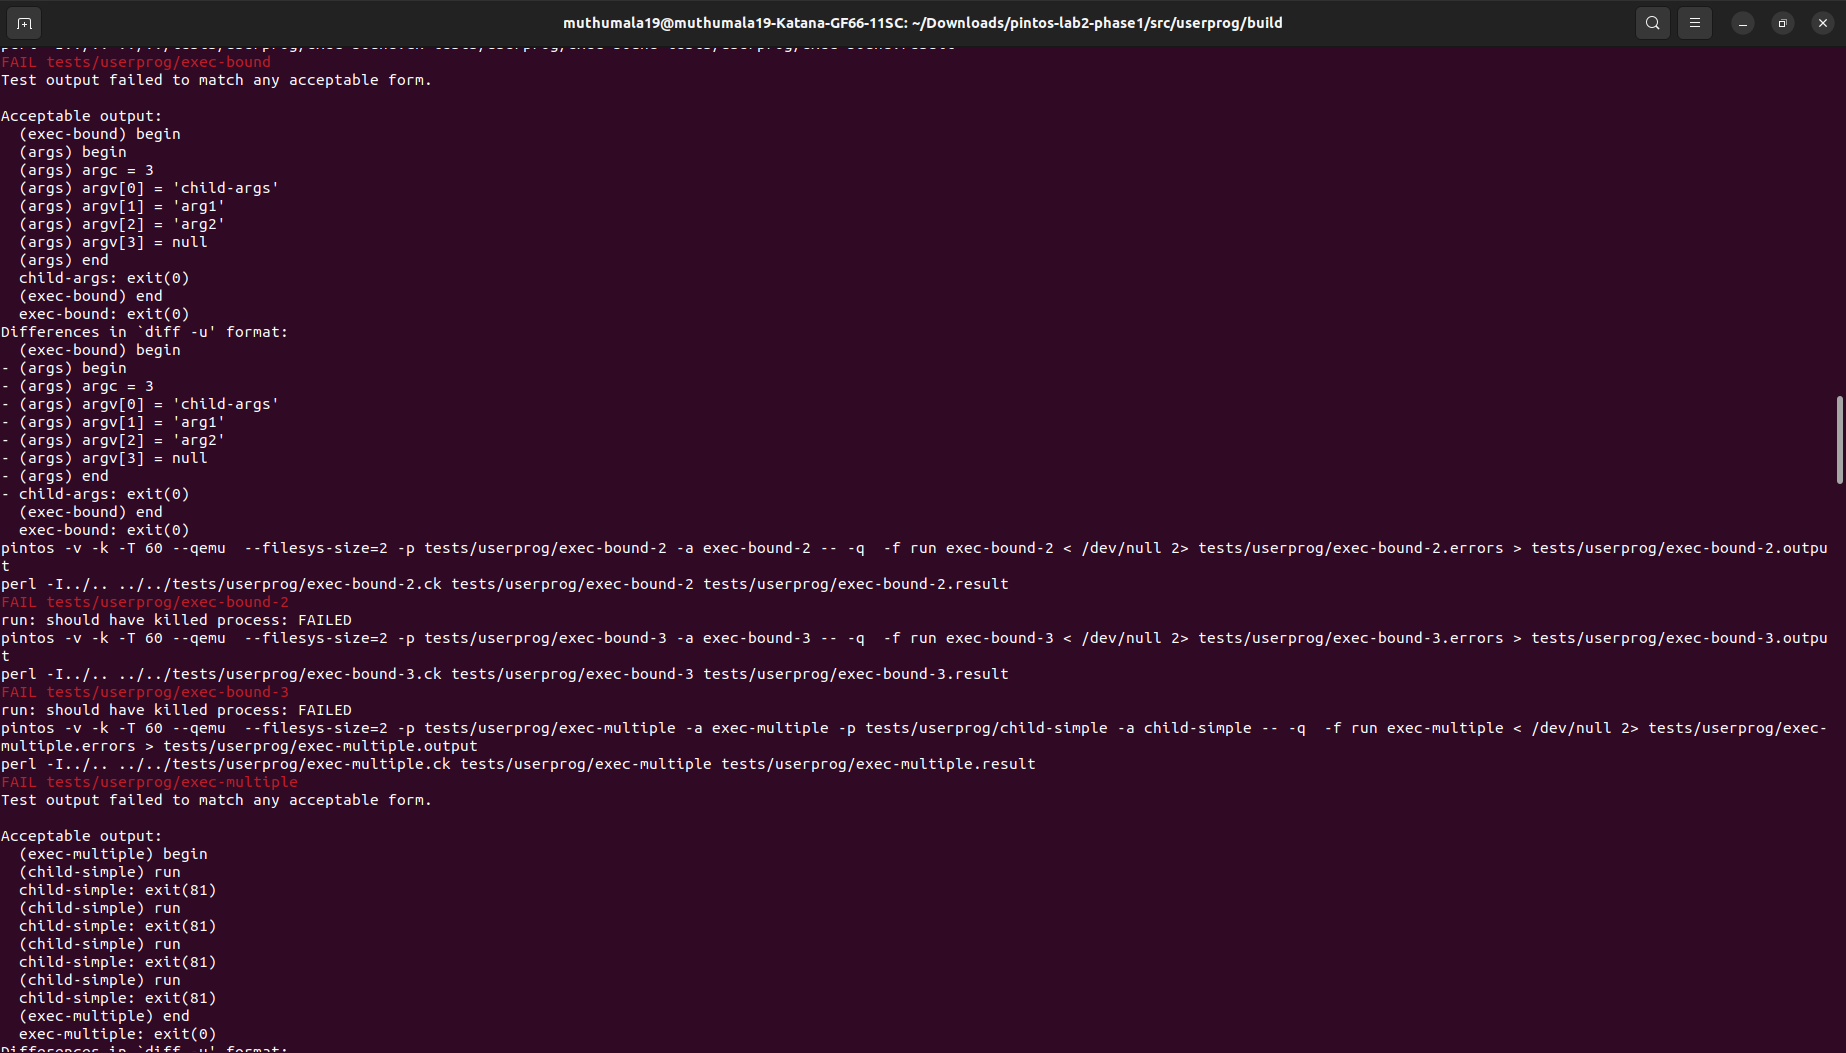 muthumala19@muthumala19-Katana-GF66-11SC: ~/Downloads/pintos-lab2-phase1/src/userprog/build
FAIL tests/userprog/exec-bound
Test output failed to match any acceptable form.

Acceptable output:
  (exec-bound) begin
  (args) begin
  (args) argc = 3
  (args) argv[0] = 'child-args'
  (args) argv[1] = 'arg1'
  (args) argv[2] = 'arg2'
  (args) argv[3] = null
  (args) end
  child-args: exit(0)
  (exec-bound) end
  exec-bound: exit(0)
Differences in `diff -u' format:
  (exec-bound) begin
- (args) begin
- (args) argc = 3
- (args) argv[0] = 'child-args'
- (args) argv[1] = 'arg1'
- (args) argv[2] = 'arg2'
- (args) argv[3] = null
- (args) end
- child-args: exit(0)
  (exec-bound) end
  exec-bound: exit(0)
pintos -v -k -T 60 --qemu  --filesys-size=2 -p tests/userprog/exec-bound-2 -a exec-bound-2 -- -q  -f run exec-bound-2 < /dev/null 2> tests/userprog/exec-bound-2.errors > tests/userprog/exec-bound-2.outpu
t
perl -I../.. ../../tests/userprog/exec-bound-2.ck tests/userprog/exec-bound-2 tests/userprog/exec-bound-2.result
FAIL tests/userprog/exec-bound-2
run: should have killed process: FAILED
pintos -v -k -T 60 --qemu  --filesys-size=2 -p tests/userprog/exec-bound-3 -a exec-bound-3 -- -q  -f run exec-bound-3 < /dev/null 2> tests/userprog/exec-bound-3.errors > tests/userprog/exec-bound-3.outpu
t
perl -I../.. ../../tests/userprog/exec-bound-3.ck tests/userprog/exec-bound-3 tests/userprog/exec-bound-3.result
FAIL tests/userprog/exec-bound-3
run: should have killed process: FAILED
pintos -v -k -T 60 --qemu  --filesys-size=2 -p tests/userprog/exec-multiple -a exec-multiple -p tests/userprog/child-simple -a child-simple -- -q  -f run exec-multiple < /dev/null 2> tests/userprog/exec-
multiple.errors > tests/userprog/exec-multiple.output
perl -I../.. ../../tests/userprog/exec-multiple.ck tests/userprog/exec-multiple tests/userprog/exec-multiple.result
FAIL tests/userprog/exec-multiple
Test output failed to match any acceptable form.

Acceptable output:
  (exec-multiple) begin
  (child-simple) run
  child-simple: exit(81)
  (child-simple) run
  child-simple: exit(81)
  (child-simple) run
  child-simple: exit(81)
  (child-simple) run
  child-simple: exit(81)
  (exec-multiple) end
  exec-multiple: exit(0)
Differences in `diff -u' format: